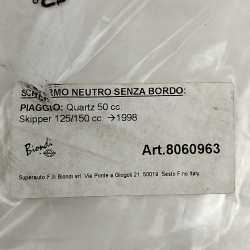 SCHERMO NEUTRO SENZA BORDO:
PIAGGIO: Quartz 50 cc
Skipper 125/150 cc →1998
Biondi
Art.8060963
Superauto F.lli Biondi srl. Via Ponte a Giogoli 21, 50019 Sesto F.no Italy